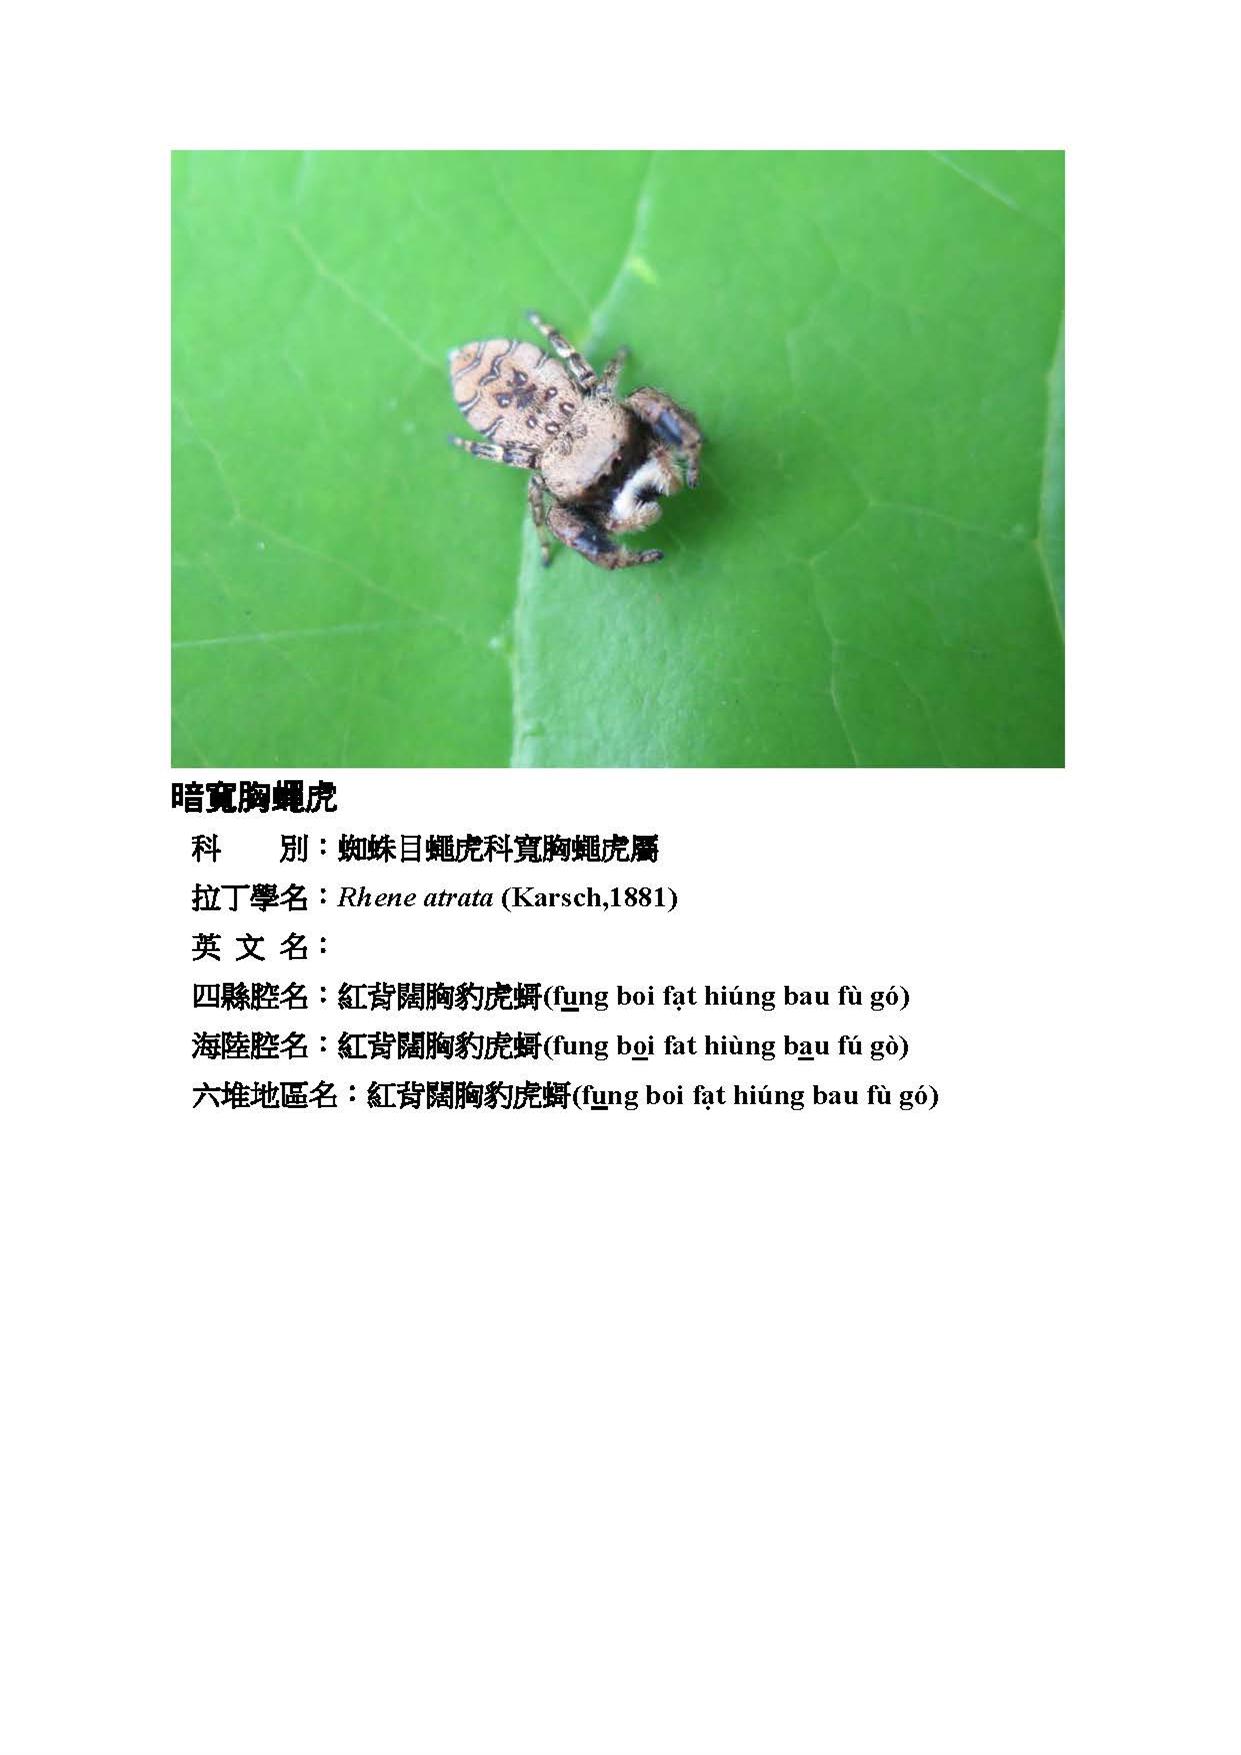 暗寬胸蠅虎
科　　別：蜘蛛目蠅虎科寬胸蠅虎屬
拉丁學名：Rhene atrata (Karsch,1881)
英 文 名：
四縣腔名：紅背闊胸豹虎䗁(fung boi fạt hiúng bau fù gó)
海陸腔名：紅背闊胸豹虎䗁(fung boi fat hiùng bau fú gò)
六堆地區名：紅背闊胸豹虎䗁(fung boi fạt hiúng bau fù gó)